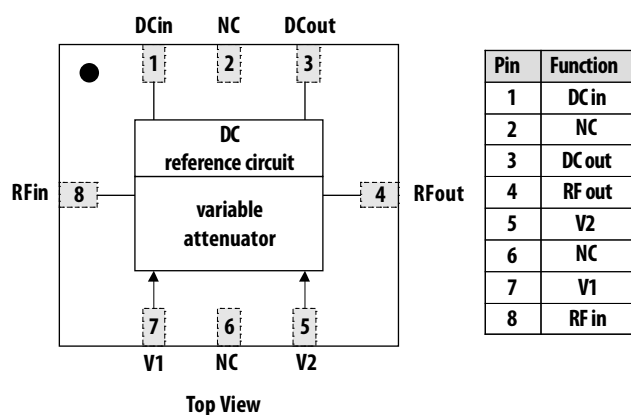 DCin NC DCout
1 2 3
DC
reference circuit
RFin 8 4 RFout
variable
attenuator
7 6 5
V1 NC V2
Top View
Pin Function
1 DC in
2 NC
3 DC out
4 RF out
5 V2
6 NC
7 V1
8 RF in